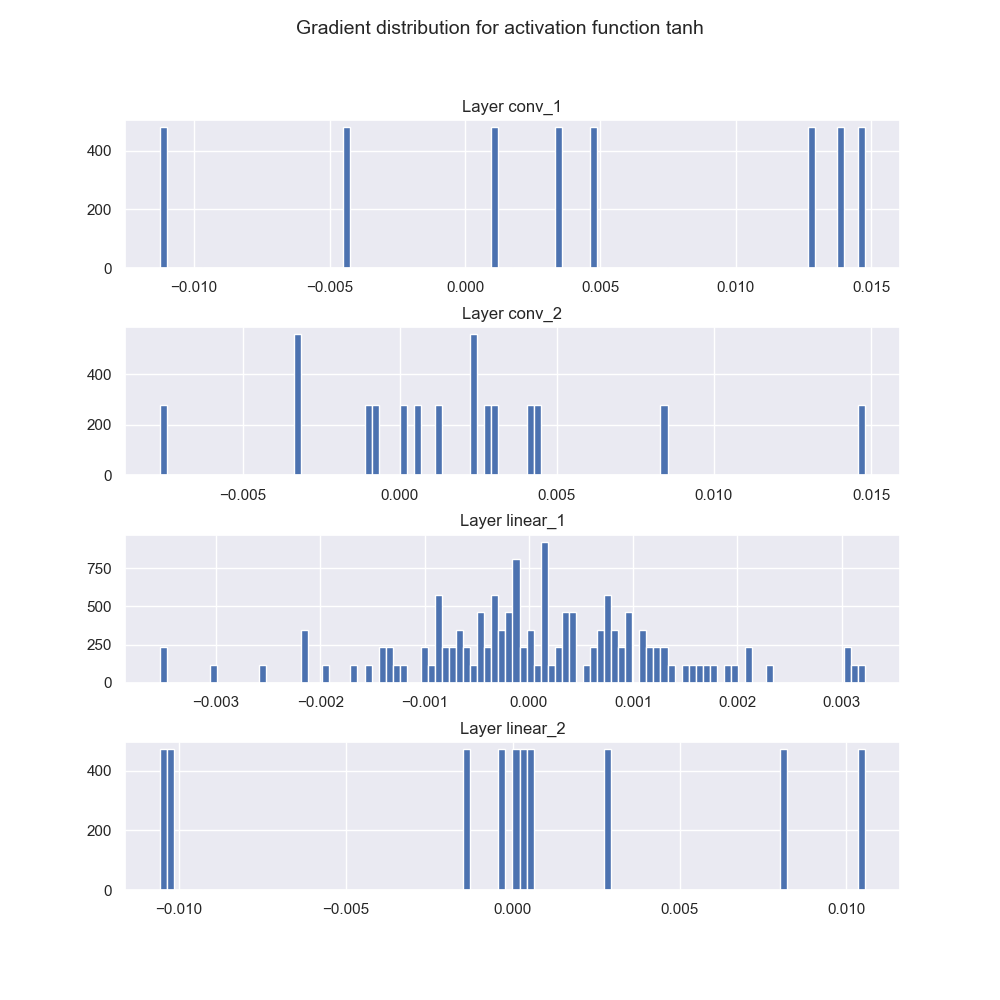 Gradient distribution for activation function tanh
Layer conv_1
400
200
0
−0.010 −0.005 0.000 0.005 0.010 0.015
Layer conv_2
400
200
0
−0.005 0.000 0.005 0.010 0.015
Layer linear_1
750
500
250
0
−0.003 −0.002 −0.001 0.000 0.001 0.002 0.003
Layer linear_2
400
200
0
−0.010 −0.005 0.000 0.005 0.010